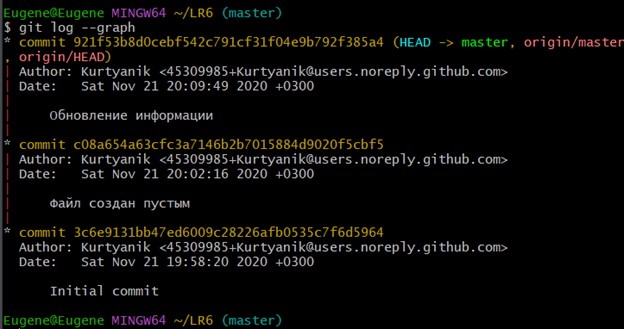 Eugene@Eugene MINGW64 ~/LR6 (master)
$ git log --graph
* commit 921f53b8d0cebf542c791cf31f04e9b792f385a4 (HEAD -> master, origin/master
, origin/HEAD)
| Author: Kurtyanik <45309985+Kurtyanik@users.noreply.github.com>
| Date:   Sat Nov 21 20:09:49 2020 +0300
|
|     Обновление информации
|
* commit c08a654a63cfc3a7146b2b7015884d9020f5cbf5
| Author: Kurtyanik <45309985+Kurtyanik@users.noreply.github.com>
| Date:   Sat Nov 21 20:02:16 2020 +0300
|
|     Файл создан пустым
|
* commit 3c6e9131bb47ed6009c28226afb0535c7f6d5964
  Author: Kurtyanik <45309985+Kurtyanik@users.noreply.github.com>
  Date:   Sat Nov 21 19:58:20 2020 +0300

      Initial commit

Eugene@Eugene MINGW64 ~/LR6 (master)